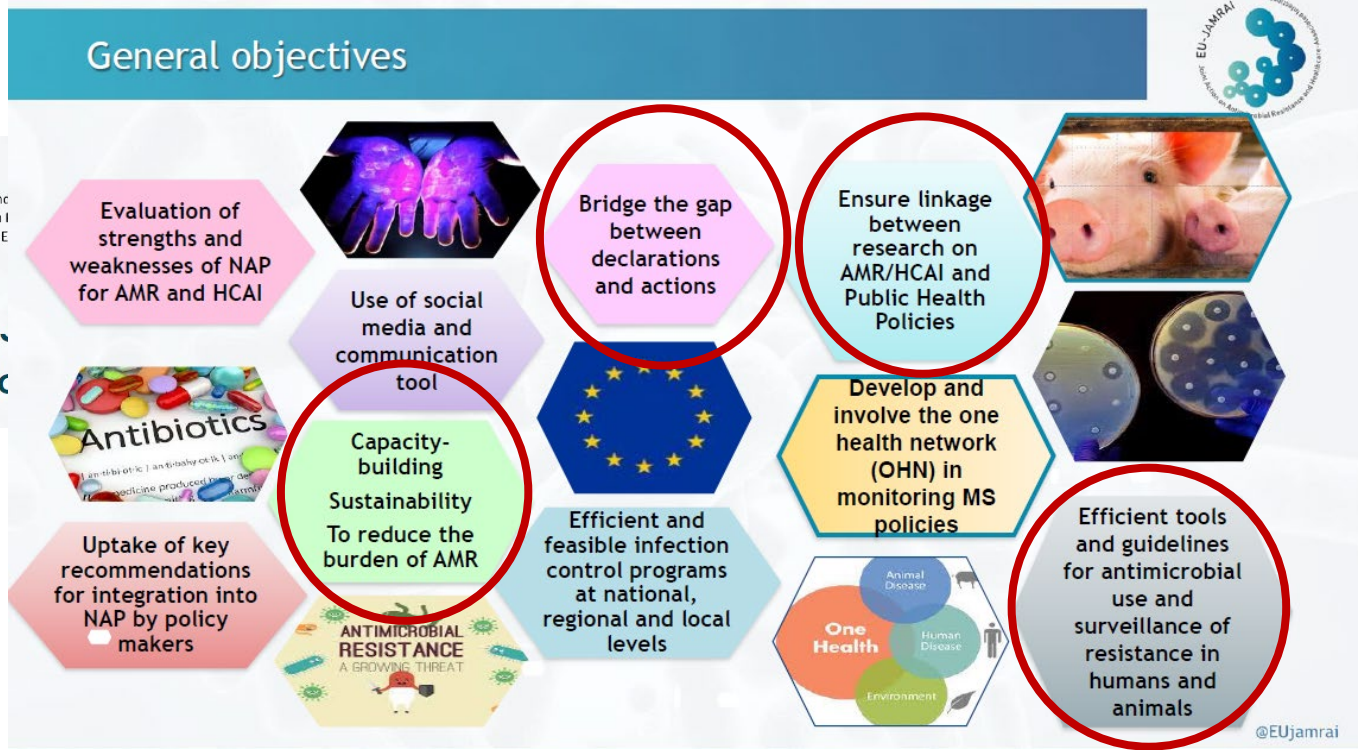 General objectives
EU-JAMRAI
Evaluation of
strengths and
weaknesses of NAP
for AMR and HCAI
Use of social
media and
communication
tool
Bridge the gap
between
declarations
and actions
Ensure linkage
between
research on
AMR/HCAI and
Public Health
Policies
Antibiotics
Capacity-
building
Sustainability
To reduce the
burden of AMR
Develop and
involve the one
health network
(OHN) in
monitoring MS
policies
Uptake of key
recommendations
for integration into
NAP by policy
makers
ANTIMICROBIAL
RESISTANCE
A GROWING THREAT
Efficient and
feasible infection
control programs
at national,
regional and local
levels
One
Health
Animal
Disease
Human
Disease
Environment
Efficient tools
and guidelines
for antimicrobial
use and
surveillance of
resistance in
humans and
animals
@EUjamrai